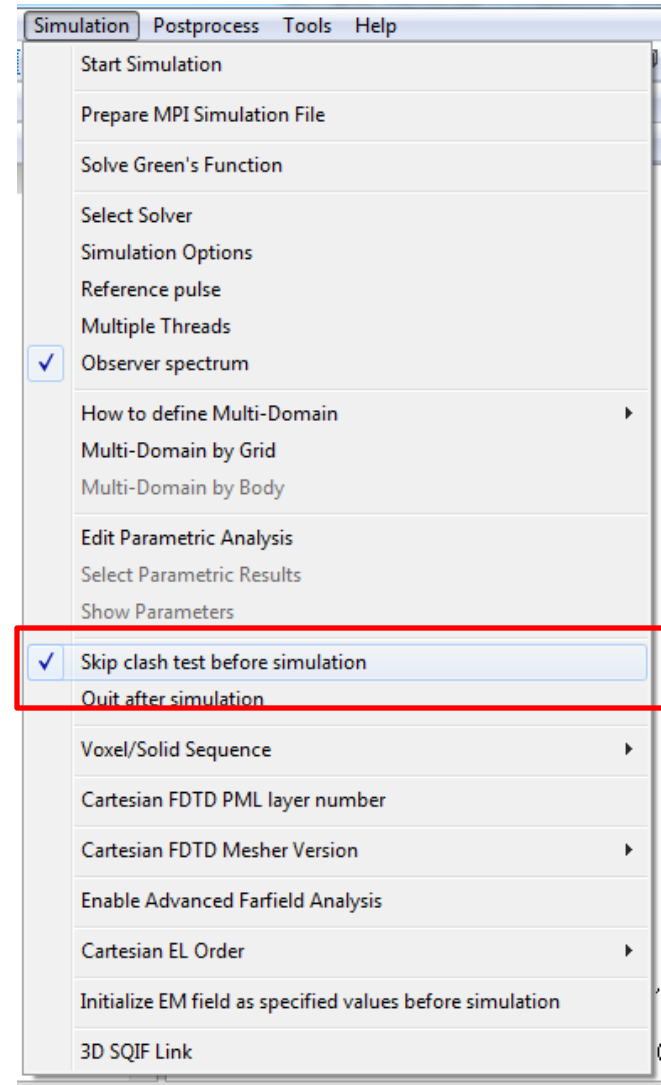 Simulation Postprocess Tools Help
Start Simulation
Prepare MPI Simulation File
Solve Green's Function
Select Solver
Simulation Options
Reference pulse
Multiple Threads
Observer spectrum
How to define Multi-Domain
Multi-Domain by Grid
Multi-Domain by Body
Edit Parametric Analysis
Select Parametric Results
Show Parameters
Skip clash test before simulation
Quit after simulation
Voxel/Solid Sequence
Cartesian FDTD PML layer number
Cartesian FDTD Mesher Version
Enable Advanced Farfield Analysis
Cartesian EL Order
Initialize EM field as specified values before simulation
3D SQIF Link